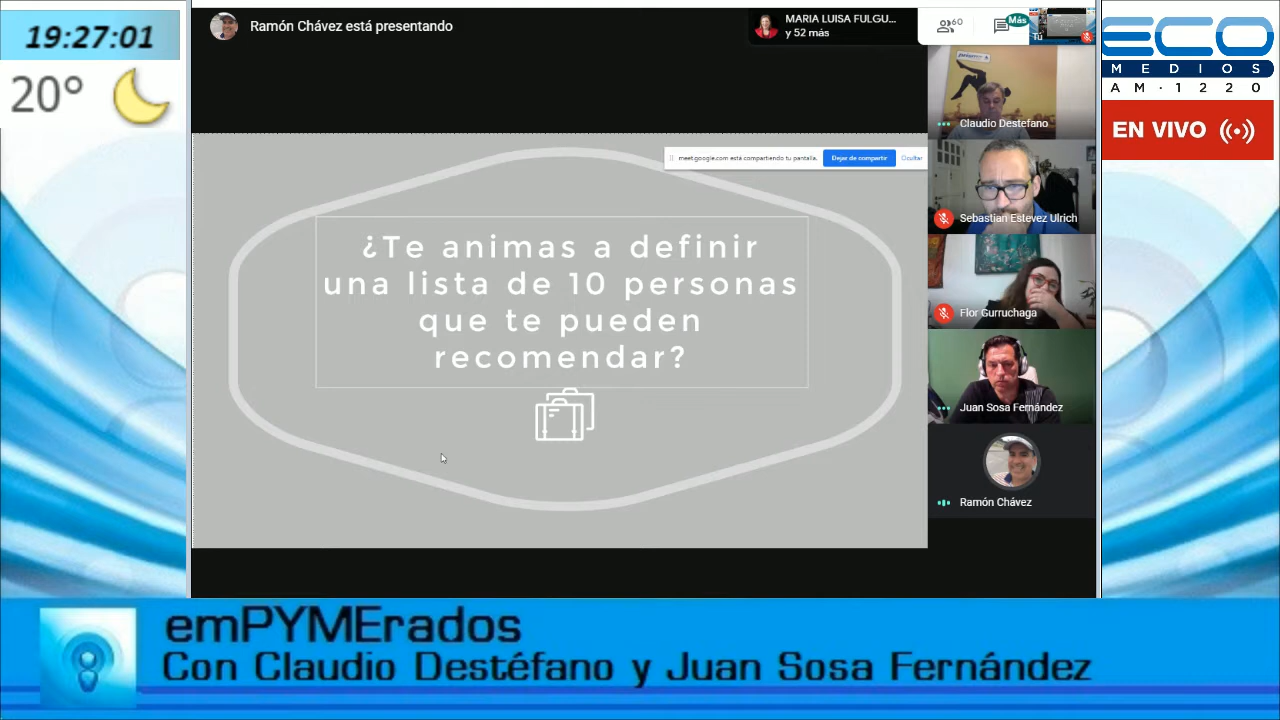 19:27:01
20°
Ramón Chávez está presentando
MARIA LUISA FULGU...
y 52 más
60
Más
Tú
ECO
MEDIOS
AM·1220
EN VIVO
Claudio Destefano
meet.google.com está compartiendo tu pantalla.
Dejar de compartir
Ocultar
Sebastian Estevez Ulrich
¿Te animas a definir
una lista de 10 personas
que te pueden
recomendar?
Flor Gurruchaga
Juan Sosa Fernández
Ramón Chávez
emPYMErados
Con Claudio Destéfano y Juan Sosa Fernández